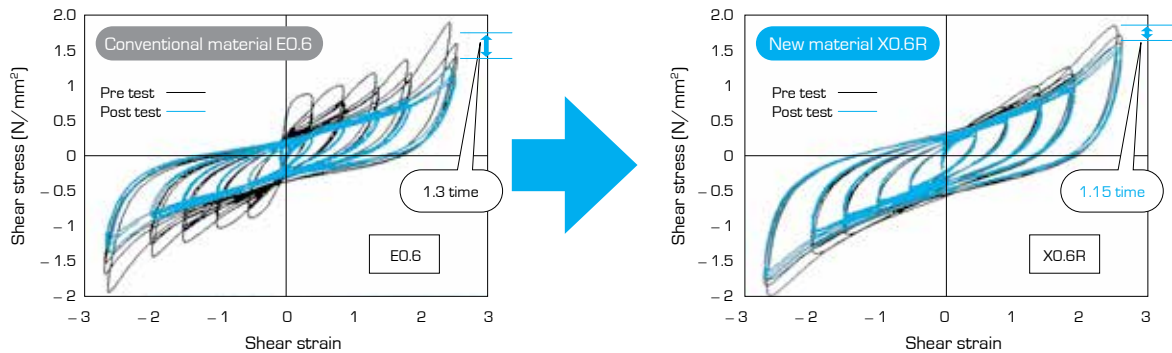 Conventional material E0.6
Pre test
Post test
Shear stress (N/mm²)
2.0
1.5
1.0
0.5
0
– 0.5
– 1
– 1.5
– 2
– 3
– 2
– 1
0
1
2
3
Shear strain
1.3 time
E0.6
New material X0.6R
Pre test
Post test
Shear stress (N/mm²)
2.0
1.5
1.0
0.5
0
– 0.5
– 1
– 1.5
– 2
– 3
– 2
– 1
0
1
2
3
Shear strain
1.15 time
X0.6R